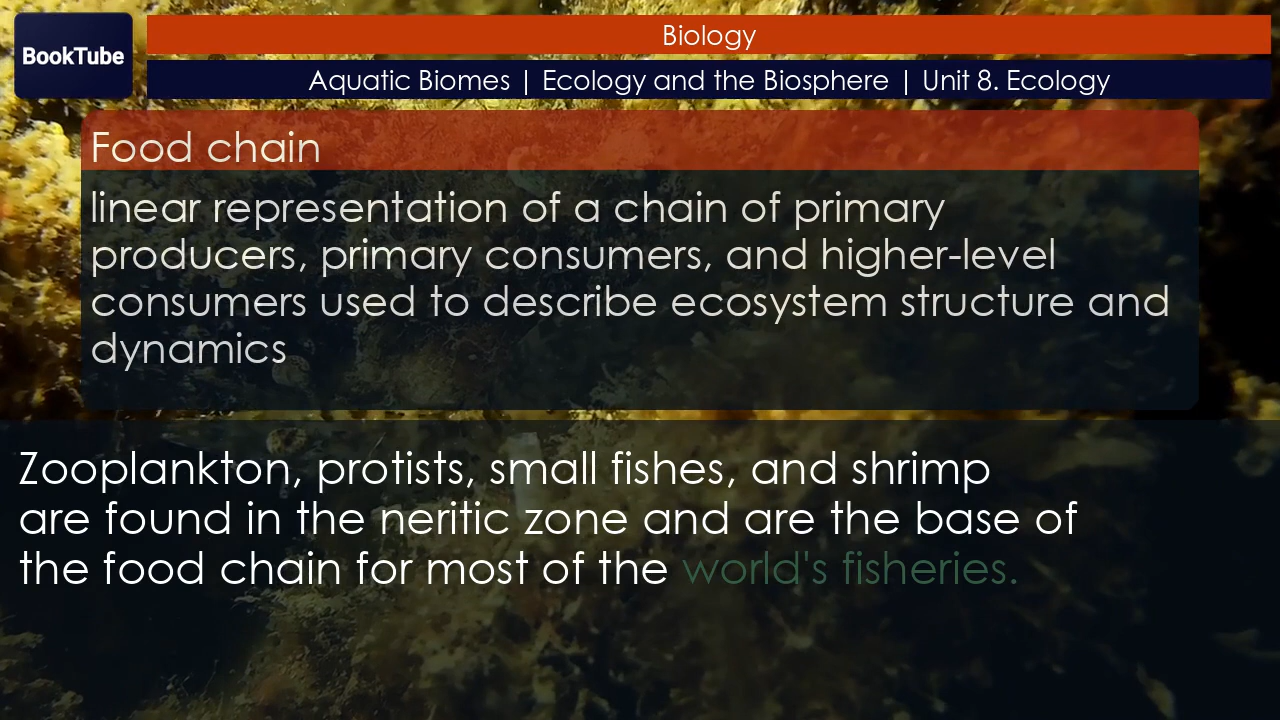 BookTube
Biology
Aquatic Biomes | Ecology and the Biosphere | Unit 8. Ecology
Food chain
linear representation of a chain of primary
producers, primary consumers, and higher-level
consumers used to describe ecosystem structure and
dynamics
Zooplankton, protists, small fishes, and shrimp
are found in the neritic zone and are the base of
the food chain for most of the world's fisheries.